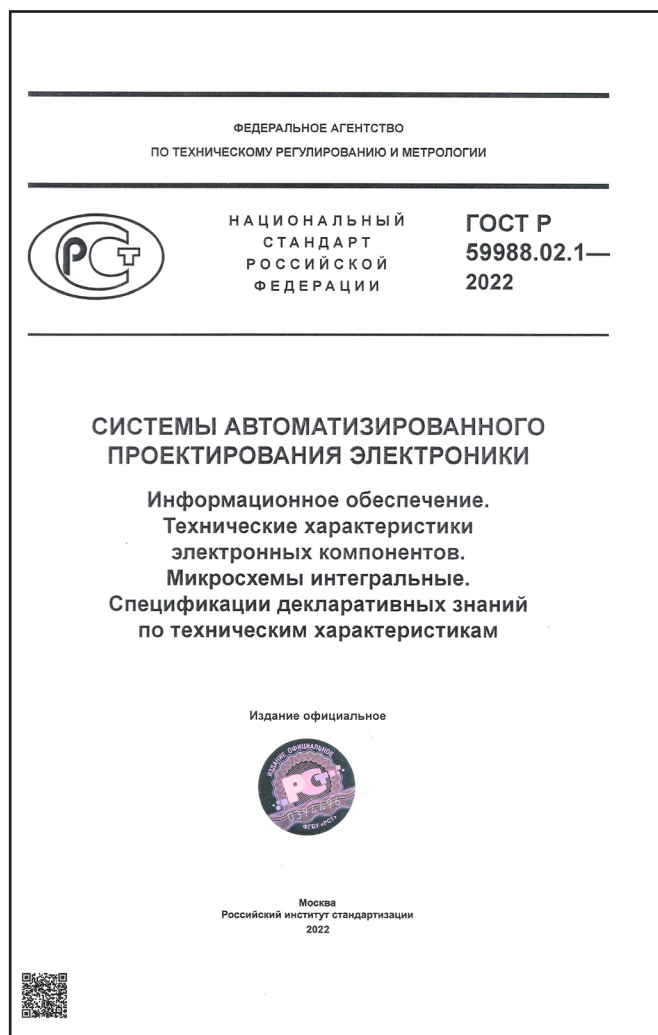 ФЕДЕРАЛЬНОЕ АГЕНТСТВО
ПО ТЕХНИЧЕСКОМУ РЕГУЛИРОВАНИЮ И МЕТРОЛОГИИ
РСТ
НАЦИОНАЛЬНЫЙ
СТАНДАРТ
РОССИЙСКОЙ
ФЕДЕРАЦИИ
ГОСТ Р
59988.02.1—
2022
СИСТЕМЫ АВТОМАТИЗИРОВАННОГО
ПРОЕКТИРОВАНИЯ ЭЛЕКТРОНИКИ
Информационное обеспечение.
Технические характеристики
электронных компонентов.
Микросхемы интегральные.
Спецификации декларативных знаний
по техническим характеристикам
Издание официальное
ИЗДАНИЕ ОФИЦИАЛЬНОЕ
РСТ
ФГБУ «РСТ»
Москва
Российский институт стандартизации
2022